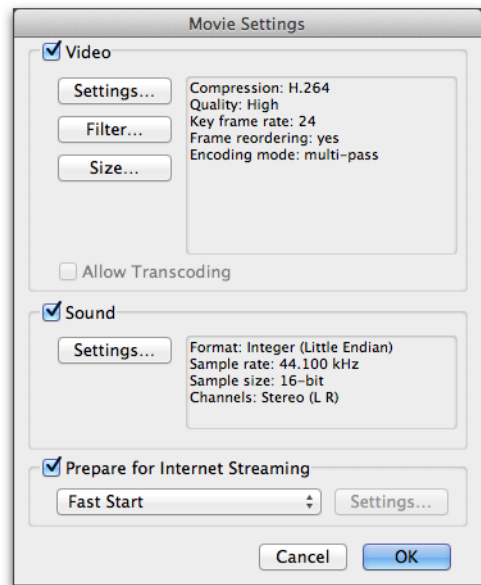 Movie Settings
Video
Settings...
Filter...
Size...
Compression: H.264
Quality: High
Key frame rate: 24
Frame reordering: yes
Encoding mode: multi-pass
Allow Transcoding
Sound
Settings...
Format: Integer (Little Endian)
Sample rate: 44.100 kHz
Sample size: 16-bit
Channels: Stereo (L R)
Prepare for Internet Streaming
Fast Start
Settings...
Cancel
OK